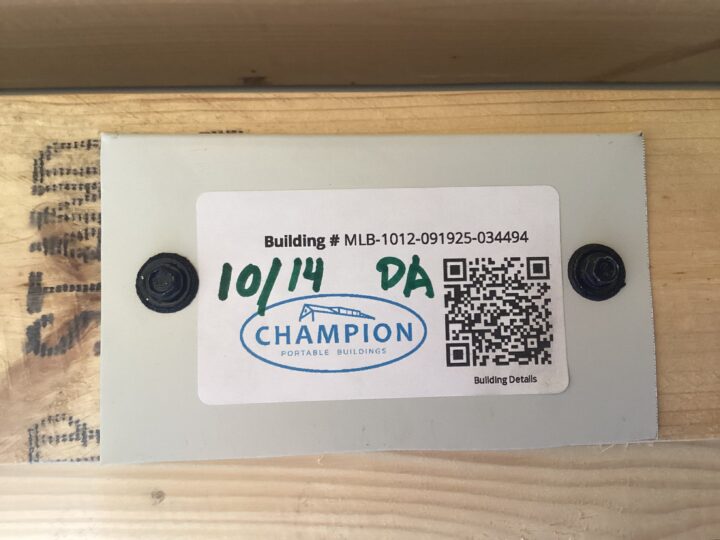 Building # MLB-1012-091925-034494
10/14 DA
CHAMPION
PORTABLE BUILDINGS
Building Details